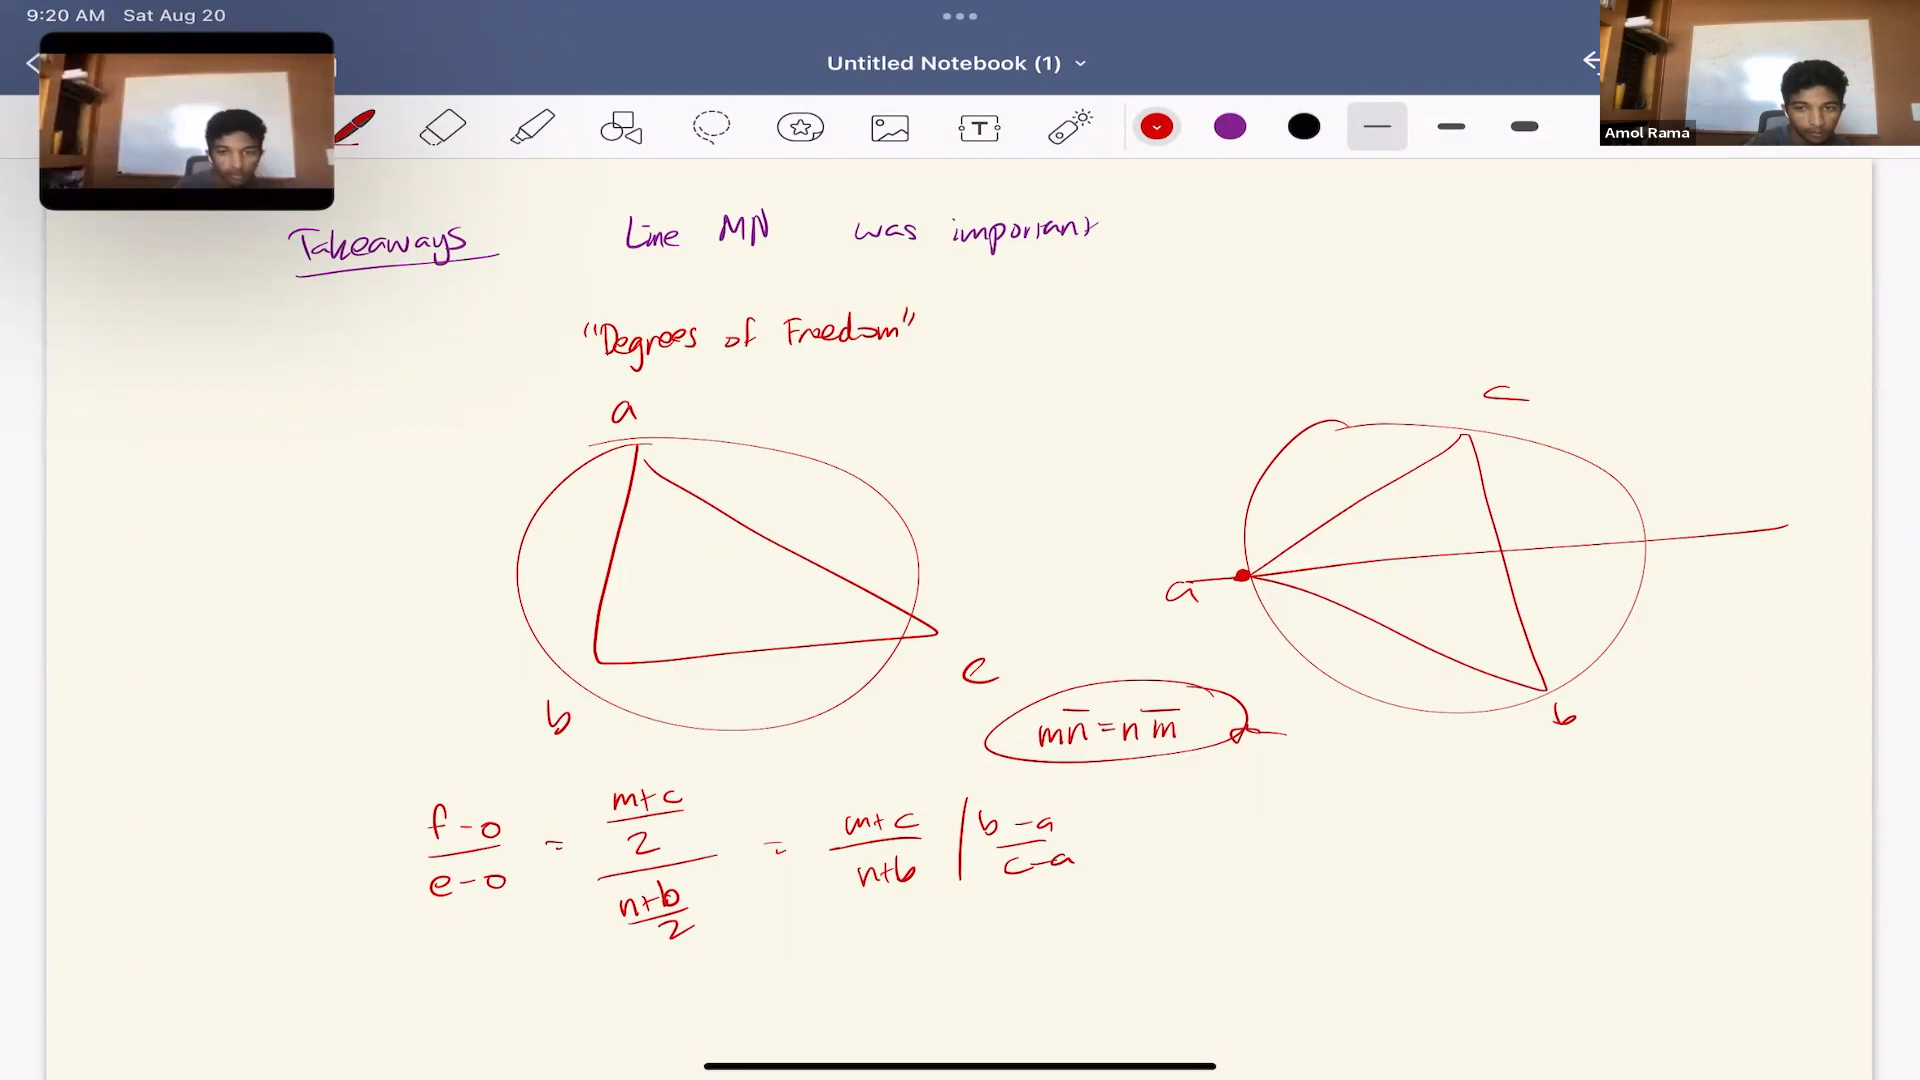 9:20 AM Sat Aug 20
Untitled Notebook (1)
T
Amol Rama
Takeaways
Line MN was important
"Degrees of Freedom"
a
b
e
c
a
b
mn̅ = nm̅
f-o / e-o = (m+c / 2) / (n+b / 2) = m+c / n+b | b-a / c-a